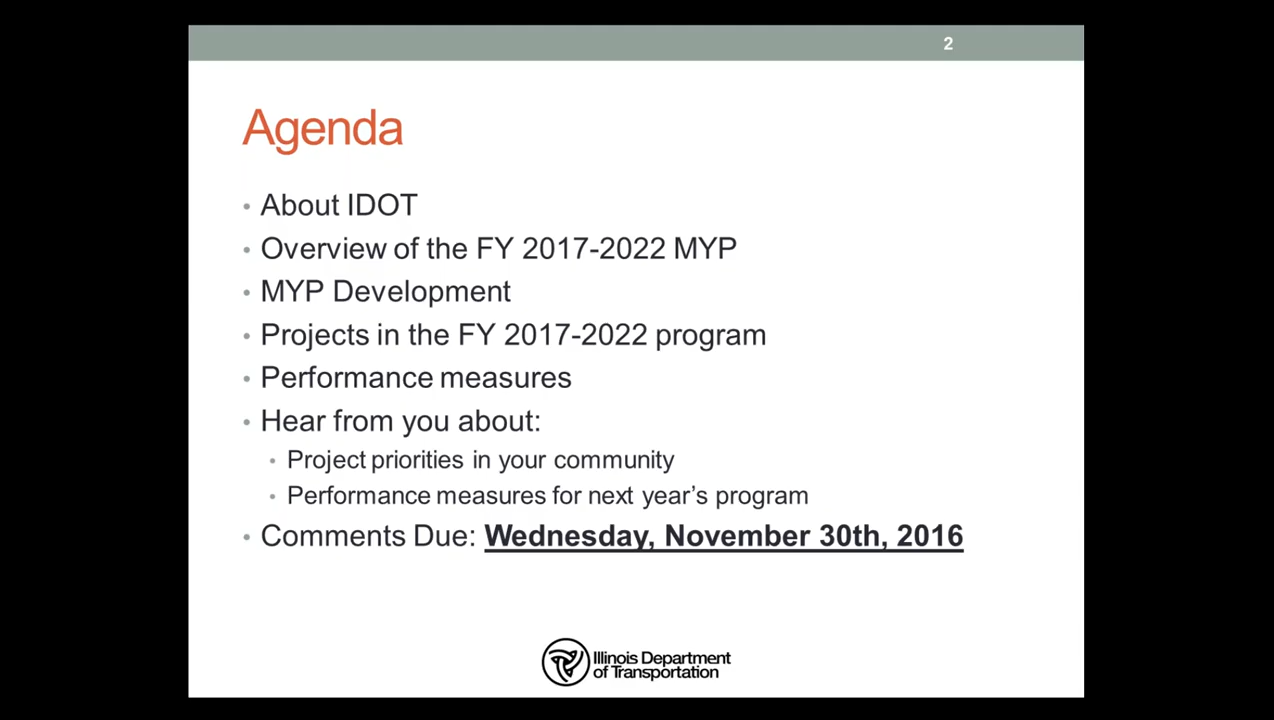 2
Agenda
• About IDOT
• Overview of the FY 2017-2022 MYP
• MYP Development
• Projects in the FY 2017-2022 program
• Performance measures
• Hear from you about:
• Project priorities in your community
• Performance measures for next year’s program
• Comments Due: Wednesday, November 30th, 2016
Illinois Department
of Transportation